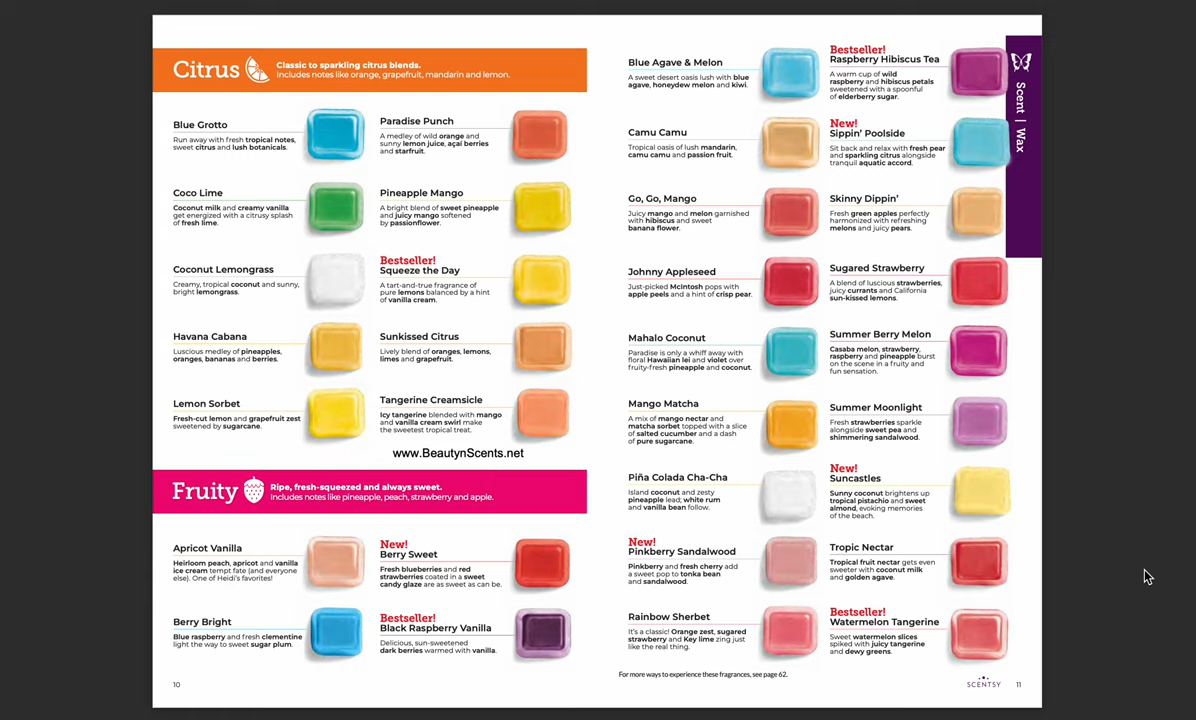 Citrus
Classic to sparkling citrus blends.
Includes notes like orange, grapefruit, mandarin and lemon.
Blue Grotto
Run away with fresh tropical notes,
sweet citrus and lush botanicals.
Coco Lime
Coconut milk and creamy vanilla
get energized with a citrusy splash
of fresh lime.
Coconut Lemongrass
Creamy, tropical coconut and sunny,
bright lemongrass.
Havana Cabana
Luscious medley of pineapples,
oranges, bananas and berries.
Lemon Sorbet
Fresh-cut lemon and grapefruit zest
sweetened by sugarcane.
Paradise Punch
A medley of wild orange and
sunny lemon juice, açaí berries
and starfruit.
Pineapple Mango
A bright blend of sweet pineapple
and juicy mango softened
by passionflower.
Bestseller!
Squeeze the Day
A tart-and-true fragrance of
pure lemons balanced by a hint
of vanilla cream.
Sunkissed Citrus
Lively blend of oranges, lemons,
limes and grapefruit.
Tangerine Creamsicle
Icy tangerine blended with mango
and vanilla cream swirl make
the sweetest tropical treat.
www.BeautynScents.net
Fruity
Ripe, fresh-squeezed and always sweet.
Includes notes like pineapple, peach, strawberry and apple.
Apricot Vanilla
Heirloom peach, apricot and vanilla
ice cream tempt fate (and everyone
else). One of Heidi's favorites!
Berry Bright
Blue raspberry and fresh clementine
light the way to sweet sugar plum.
New!
Berry Sweet
Fresh blueberries and red
strawberries coated in a sweet
candy glaze are as sweet as can be.
Bestseller!
Black Raspberry Vanilla
Delicious, sun-sweetened
dark berries warmed with vanilla.
10
Blue Agave & Melon
A sweet desert oasis lush with blue
agave, honeydew melon and kiwi.
Camu Camu
Tropical oasis of lush mandarin,
camu camu and passion fruit.
Go, Go, Mango
Juicy mango and melon garnished
with hibiscus and sweet
banana flower.
Johnny Appleseed
Just-picked McIntosh pops with
apple peels and a hint of crisp pear.
Mahalo Coconut
Paradise is only a whiff away with
floral Hawaiian lei and violet over
fruity-fresh pineapple and coconut.
Mango Matcha
A mix of mango nectar and
matcha sorbet topped with a slice
of salted cucumber and a dash
of pure sugarcane.
Piña Colada Cha-Cha
Island coconut and zesty
pineapple lead; white rum
and vanilla bean follow.
New!
Pinkberry Sandalwood
Pinkberry and fresh cherry add
a sweet pop to tonka bean
and sandalwood.
Rainbow Sherbet
It's a classic! Orange zest, sugared
strawberry and Key lime zing just
like the real thing.
Bestseller!
Raspberry Hibiscus Tea
A warm cup of wild
raspberry and hibiscus petals
sweetened with a spoonful
of elderberry sugar.
New!
Sippin' Poolside
Sit back and relax with fresh pear
and sparkling citrus alongside
tranquil aquatic accord.
Skinny Dippin'
Fresh green apples perfectly
harmonized with refreshing
melons and juicy pears.
Sugared Strawberry
A blend of luscious strawberries,
juicy currants and California
sun-kissed lemons.
Summer Berry Melon
Casaba melon, strawberry,
raspberry and pineapple burst
on the scene in a fruity and
fun sensation.
Summer Moonlight
Fresh strawberries sparkle
alongside sweet pea and
shimmering sandalwood.
New!
Suncastles
Sunny coconut brightens up
tropical pistachio and sweet
almond, evoking memories
of the beach.
Tropic Nectar
Tropical fruit nectar gets even
sweeter with coconut milk
and golden agave.
Bestseller!
Watermelon Tangerine
Sweet watermelon slices
spiked with juicy tangerine
and dewy greens.
Scent | Wax
For more ways to experience these fragrances, see page 62.
SCENTSY
11